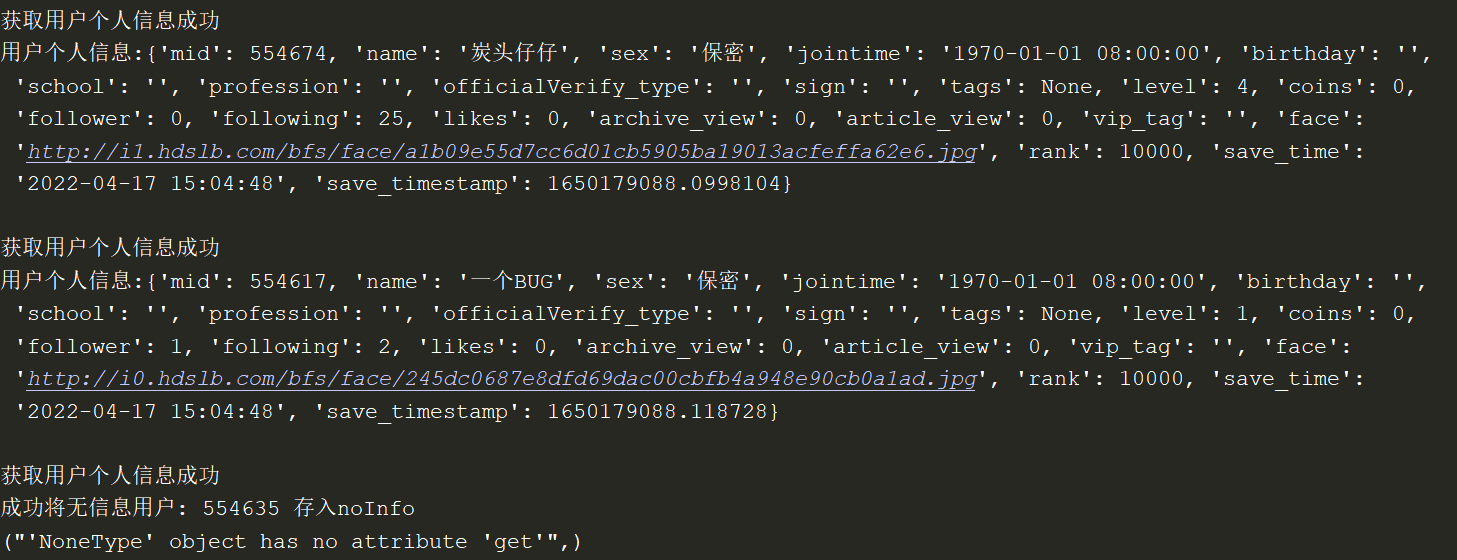 获取用户个人信息成功
用户个人信息:{'mid': 554674, 'name': '炭头仔仔', 'sex': '保密', 'jointime': '1970-01-01 08:00:00', 'birthday': '',
'school': '', 'profession': '', 'officialVerify_type': '', 'sign': '', 'tags': None, 'level': 4, 'coins': 0,
'follower': 0, 'following': 25, 'likes': 0, 'archive_view': 0, 'article_view': 0, 'vip_tag': '', 'face':
'http://i1.hdslb.com/bfs/face/a1b09e55d7cc6d01cb5905ba19013acfeffa62e6.jpg', 'rank': 10000, 'save_time':
'2022-04-17 15:04:48', 'save_timestamp': 1650179088.0998104}
获取用户个人信息成功
用户个人信息:{'mid': 554617, 'name': '一个BUG', 'sex': '保密', 'jointime': '1970-01-01 08:00:00', 'birthday': '',
'school': '', 'profession': '', 'officialVerify_type': '', 'sign': '', 'tags': None, 'level': 1, 'coins': 0,
'follower': 1, 'following': 2, 'likes': 0, 'archive_view': 0, 'article_view': 0, 'vip_tag': '', 'face':
'http://i0.hdslb.com/bfs/face/245dc0687e8dfd69dac00cbfb4a948e90cb0a1ad.jpg', 'rank': 10000, 'save_time':
'2022-04-17 15:04:48', 'save_timestamp': 1650179088.118728}
获取用户个人信息成功
成功将无信息用户: 554635 存入noInfo
("'NoneType' object has no attribute 'get'",)